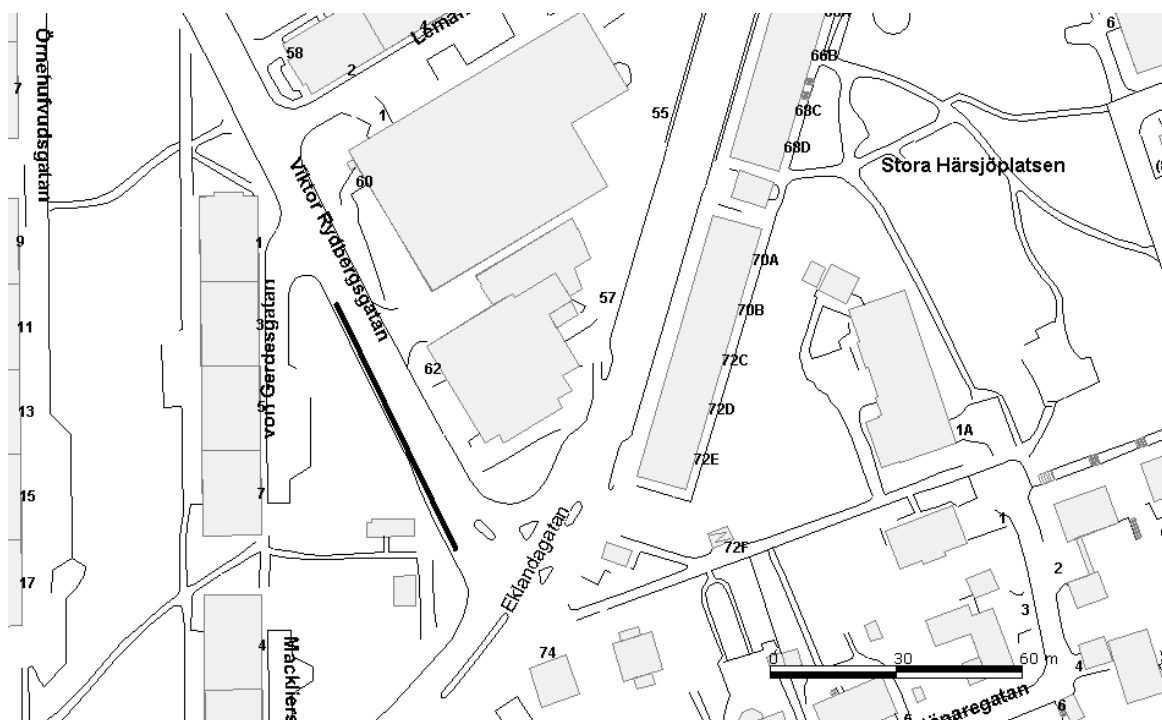 66B
6
58
4
2
7
Örnehufvudsgatan
1
55
68C
68D
Stora Härsjöplatsen
60
Viktor Rydbergsgatan
9
1
70A
57
70B
11
3
von Gerdesgatan
62
72C
13
5
72D
1A
72E
15
7
1
72F
Eklandagatan
17
2
3
4
74
0 30 60 m
4
6